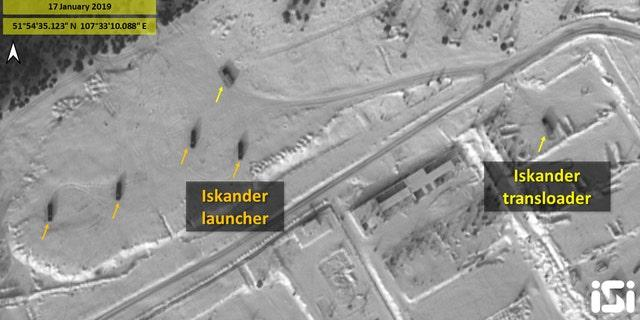 17 January 2019
51°54'35.123" N 107°33'10.088" E
Iskander
launcher
Iskander
transloader
iSi